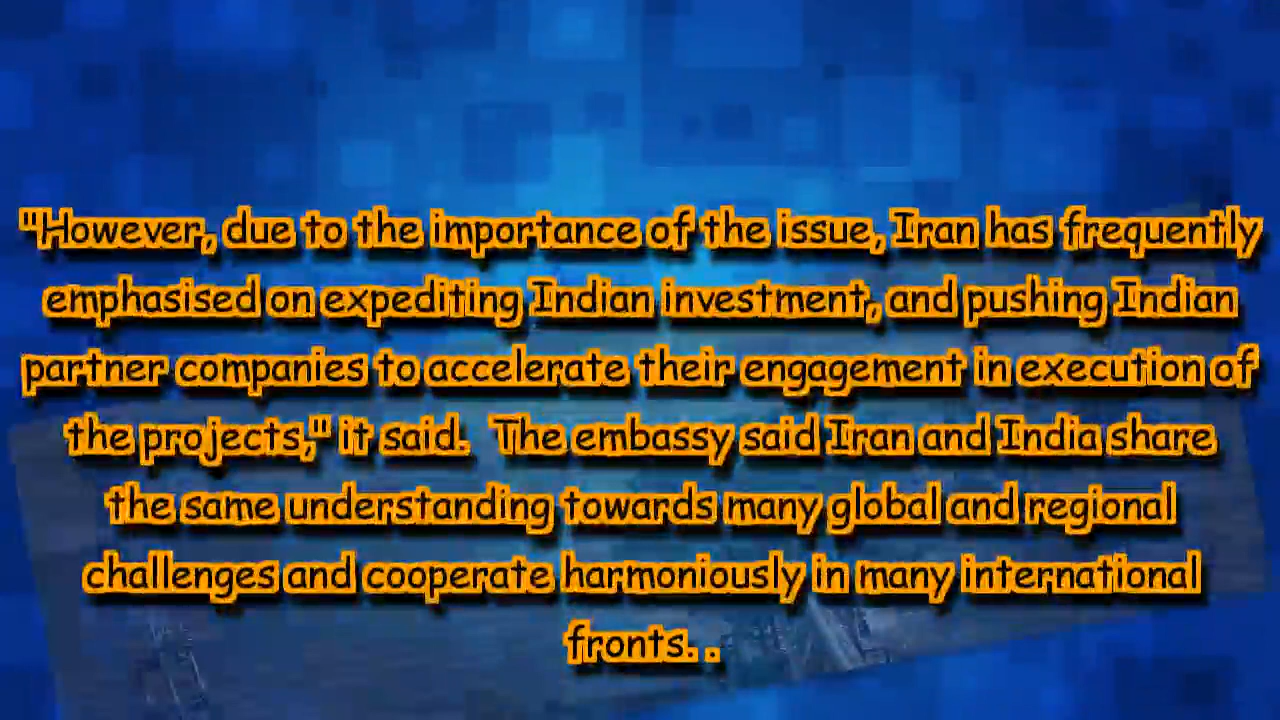 "However, due to the importance of the issue, Iran has frequently
emphasised on expediting Indian investment, and pushing Indian
partner companies to accelerate their engagement in execution of
the projects," it said.  The embassy said Iran and India share
the same understanding towards many global and regional
challenges and cooperate harmoniously in many international
fronts. .